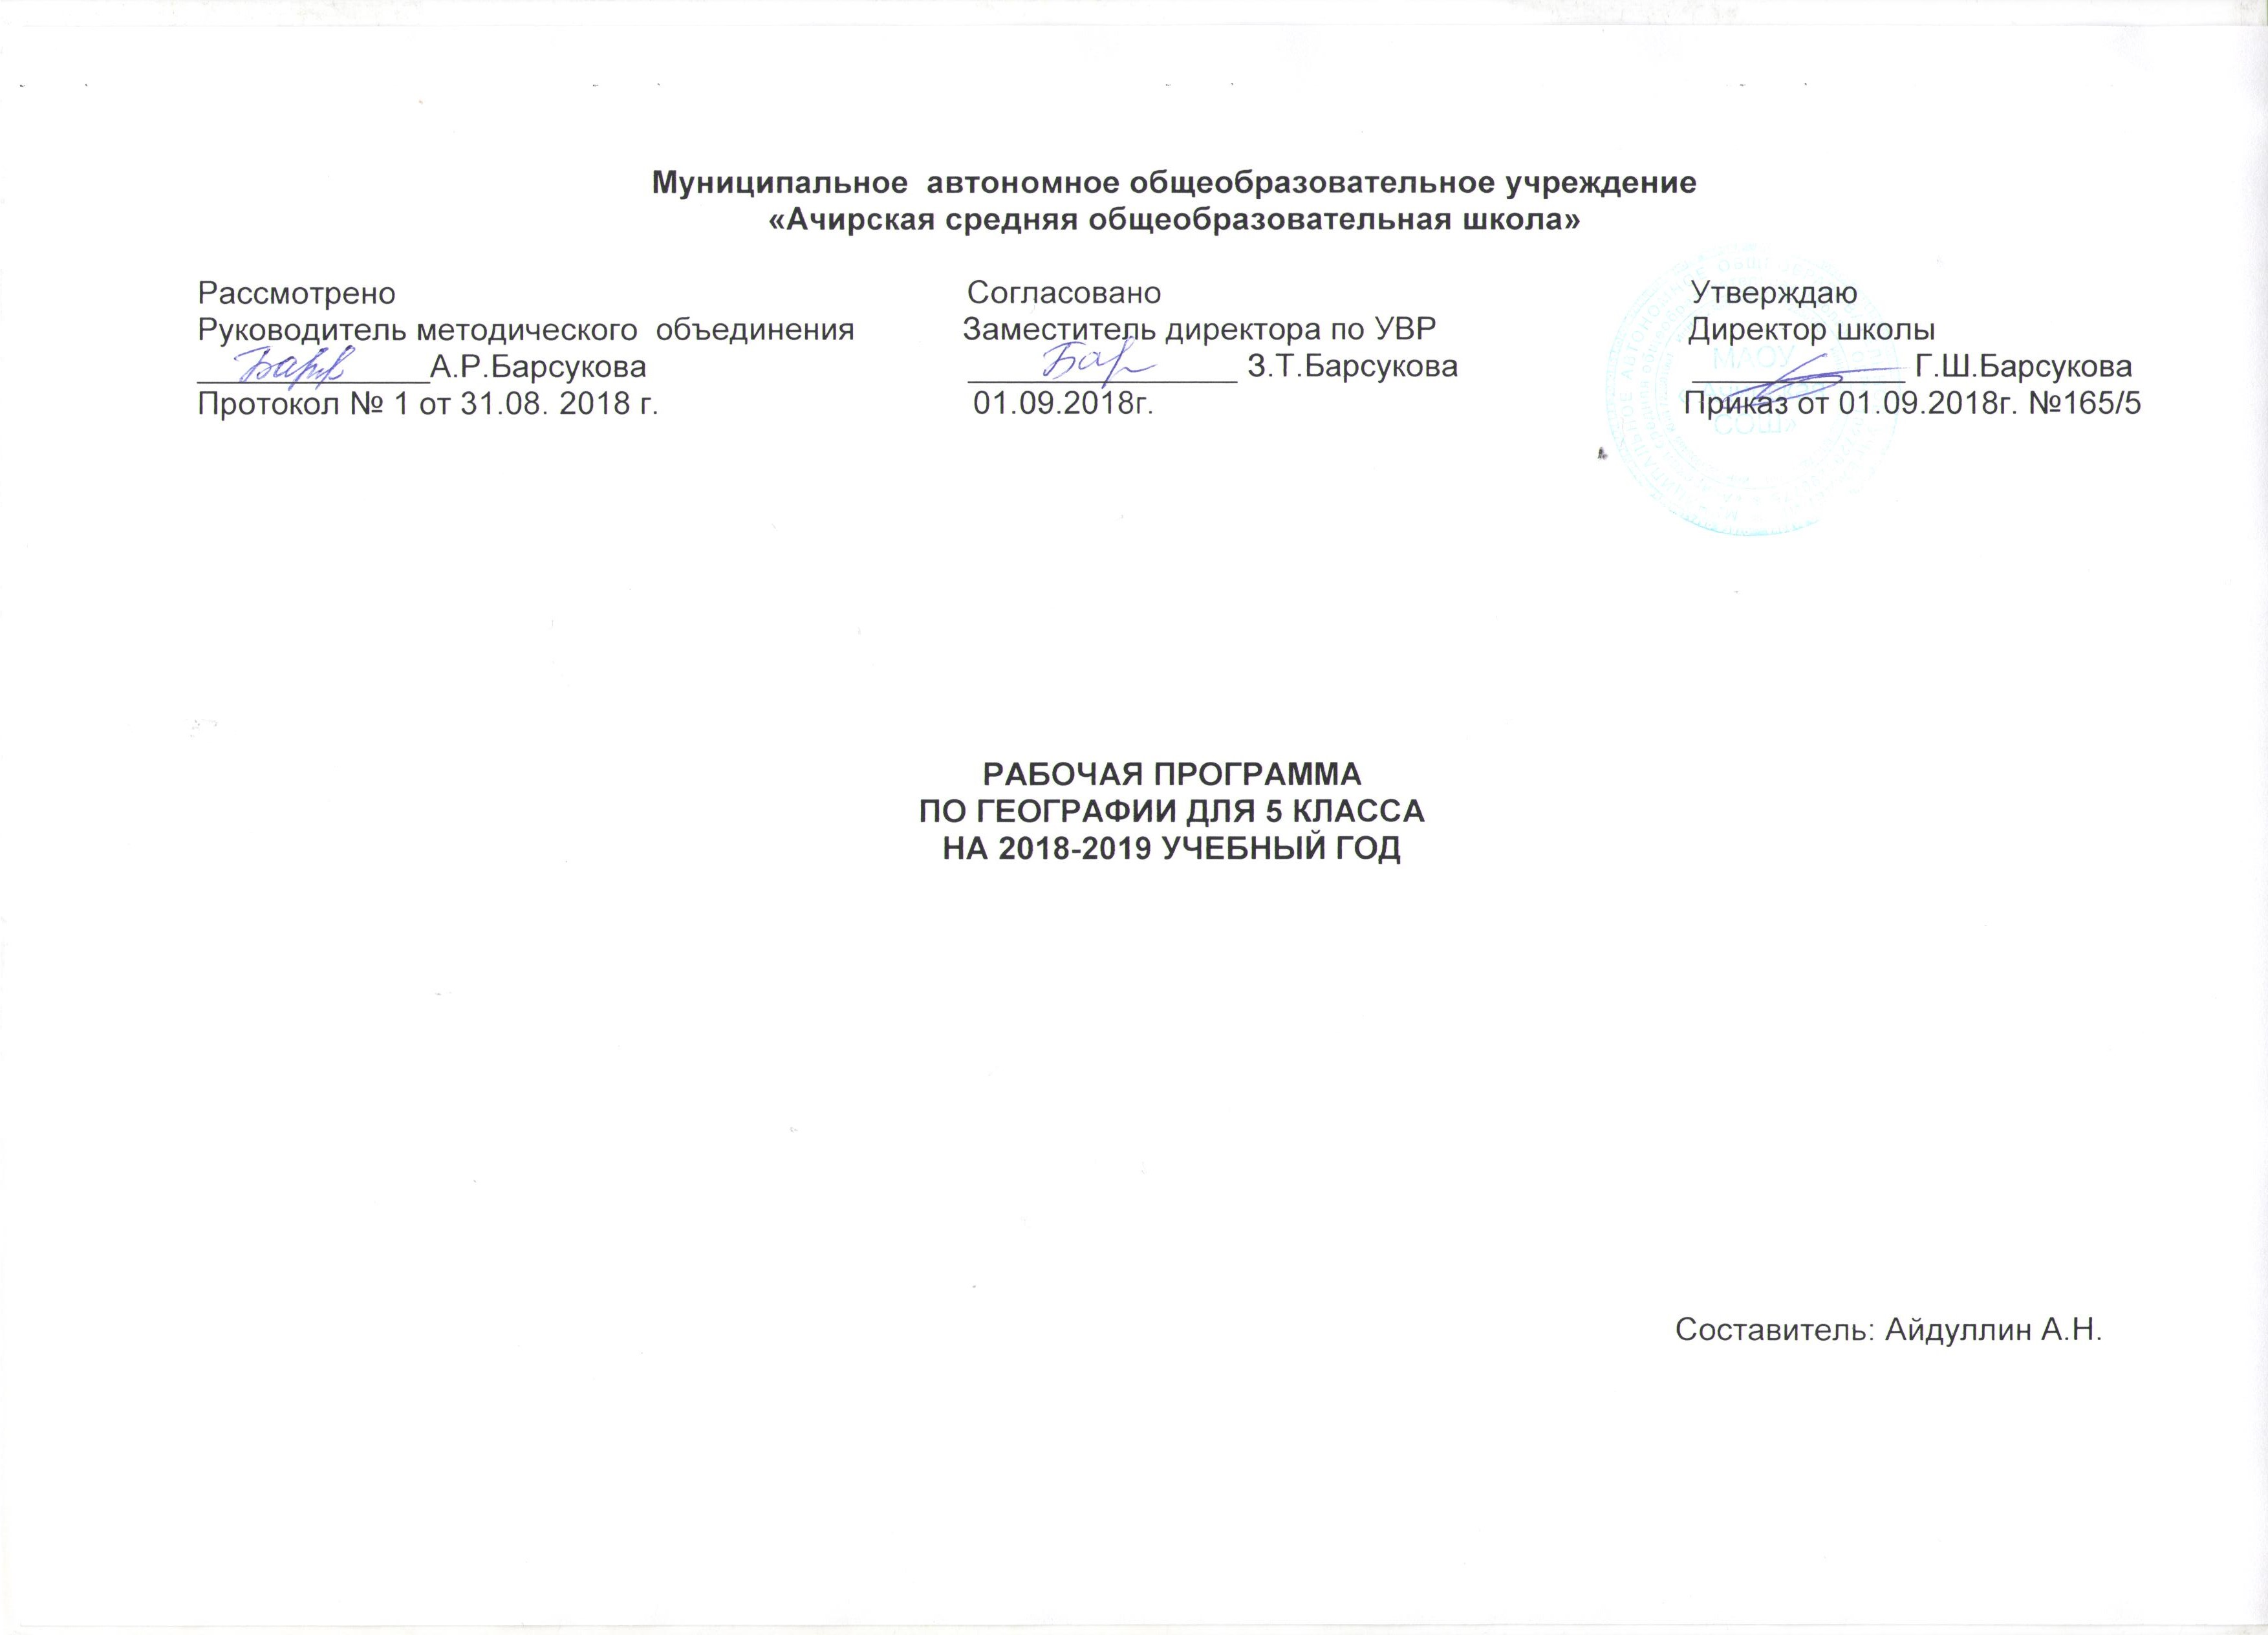 Муниципальное автономное общеобразовательное учреждение
«Ачирская средняя общеобразовательная школа»
Рассмотрено
Руководитель методического объединения
А.Р.Барсукова
Протокол № 1 от 31.08. 2018 г.
Согласовано
Заместитель директора по УВР
З.Т.Барсукова
01.09.2018г.
Утверждаю
Директор школы
Г.Ш.Барсукова
Приказ от 01.09.2018г. №165/5
МАОУ
СОШ»
РАБОЧАЯ ПРОГРАММА
ПО ГЕОГРАФИИ ДЛЯ 5 КЛАССА
НА 2018-2019 УЧЕБНЫЙ ГОД
Составитель: Айдуллин А.Н.